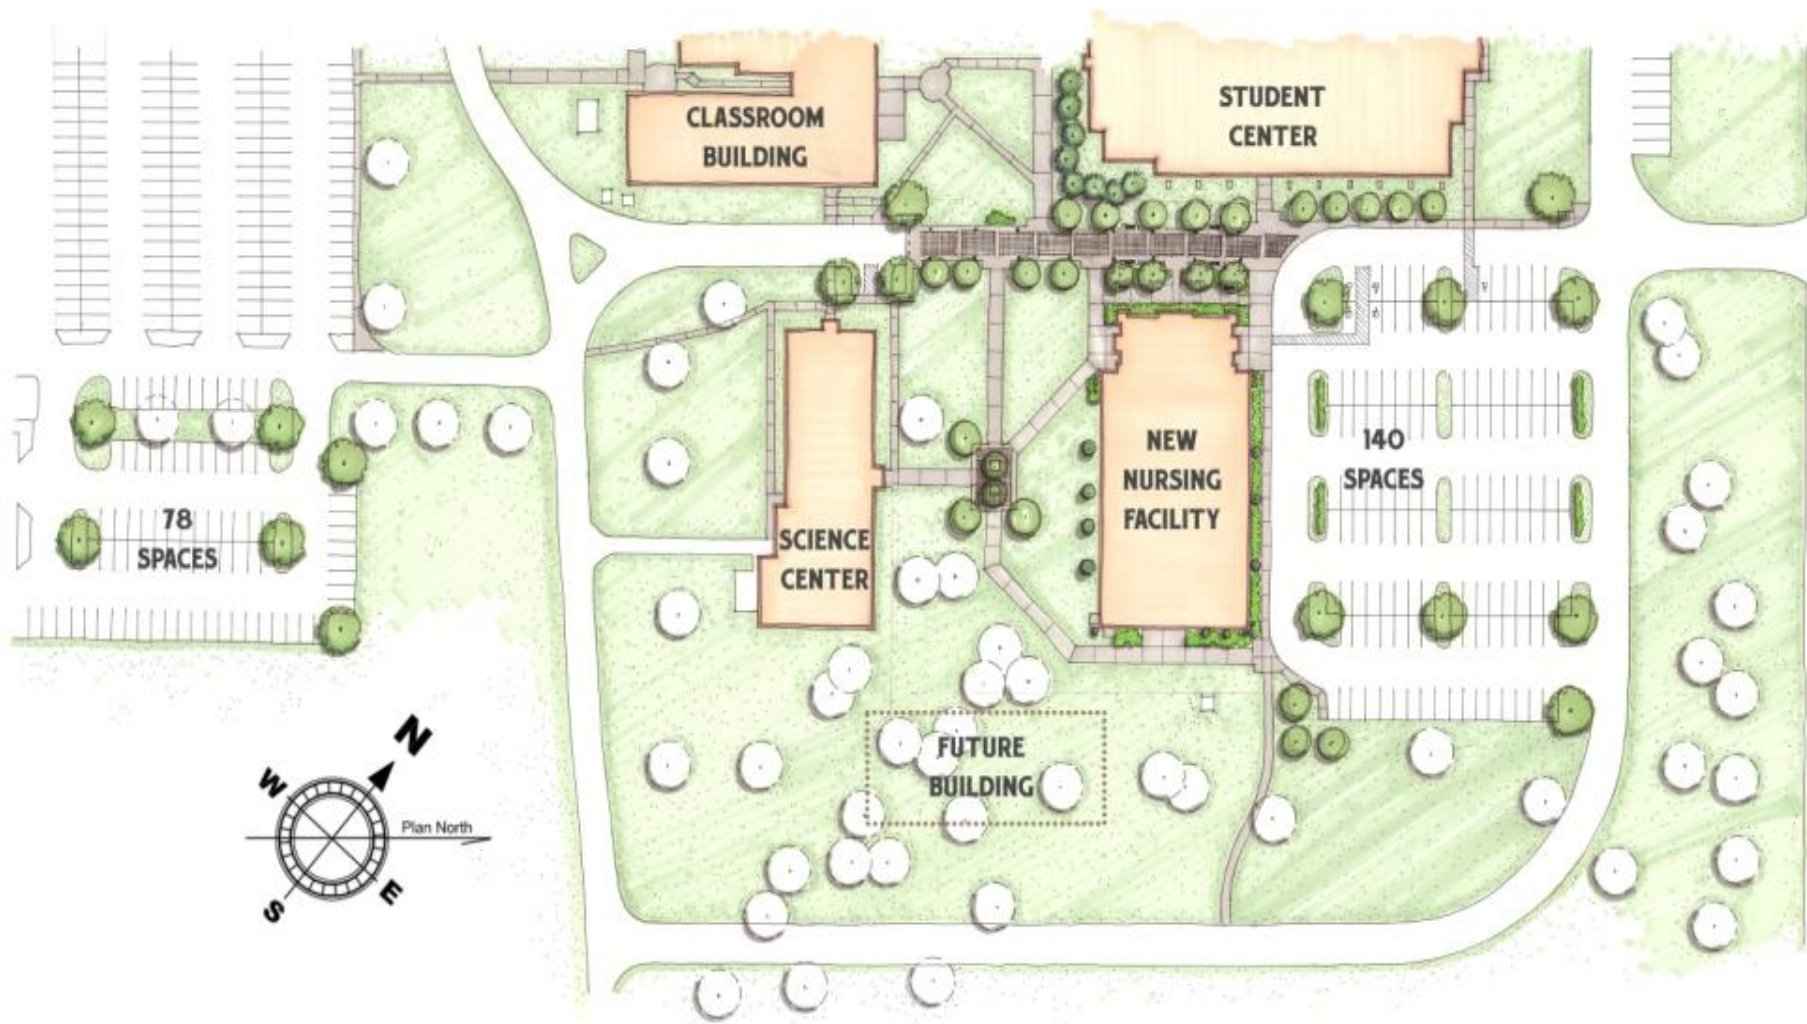 CLASSROOM
BUILDING
STUDENT
CENTER
NEW
NURSING
FACILITY
140
SPACES
78
SPACES
SCIENCE
CENTER
FUTURE
BUILDING
N
W
Plan North
S
E